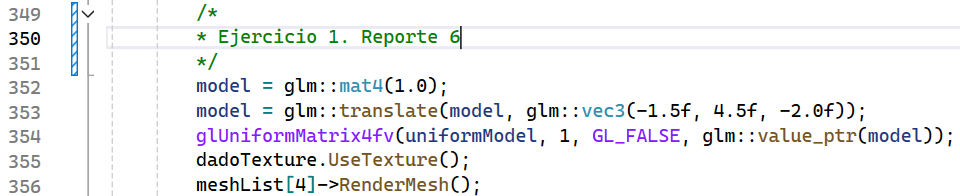 349 /*
350 * Ejercicio 1. Reporte 6
351 */
352 model = glm::mat4(1.0);
353 model = glm::translate(model, glm::vec3(-1.5f, 4.5f, -2.0f));
354 glUniformMatrix4fv(uniformModel, 1, GL_FALSE, glm::value_ptr(model));
355 dadoTexture.UseTexture();
356 meshList[4]->RenderMesh();